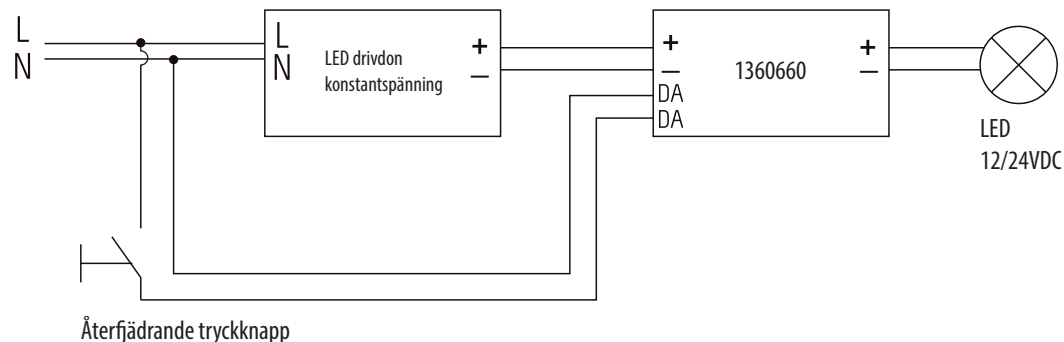 L
N
L
N
LED drivdon
konstantspänning
+
–
+
–
DA
DA
1360660
+
–
LED
12/24VDC
Återfjädrande tryckknapp